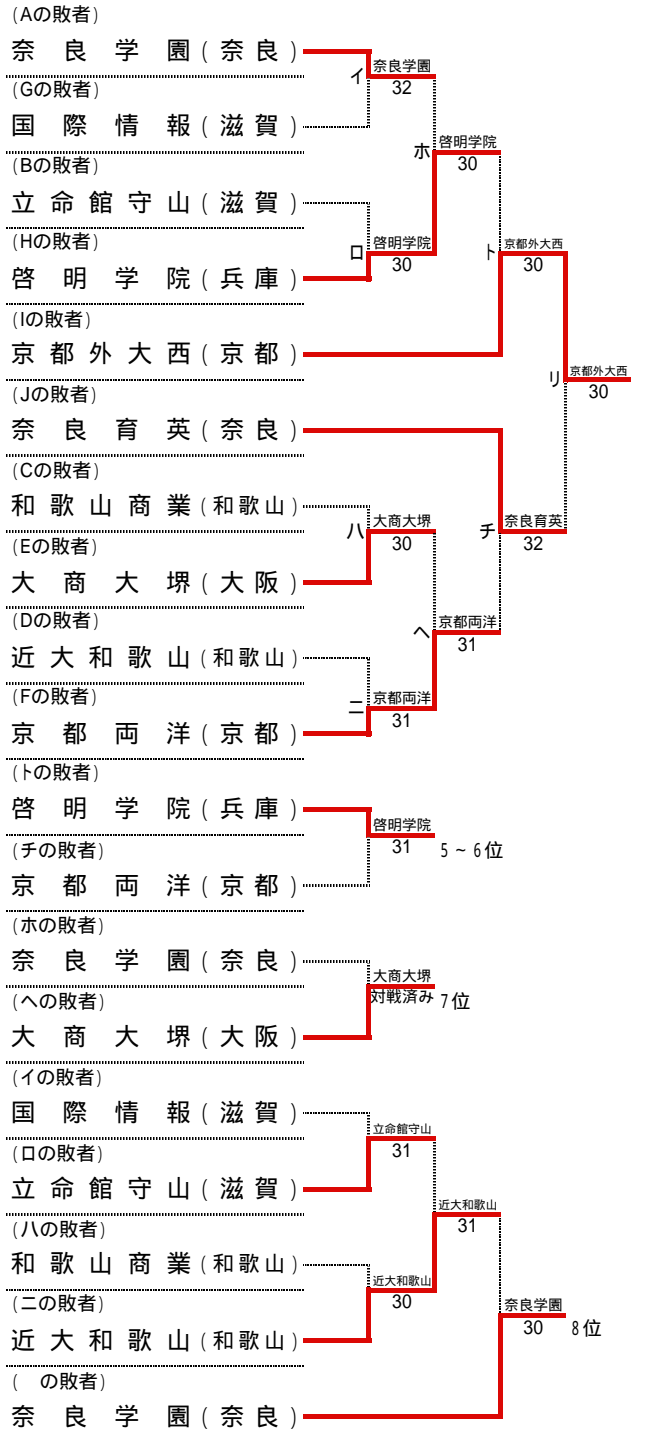 (Aの敗者)
奈良学園(奈良)
イ
奈良学園
32
(Gの敗者)
国際情報(滋賀)
ホ
啓明学院
30
(Bの敗者)
立命館守山(滋賀)
(Hの敗者)
ロ
啓明学院
30
ト
京都外大西
30
啓明学院(兵庫)
(Iの敗者)
京都外大西(京都)
リ
京都外大西
30
(Jの敗者)
奈良育英(奈良)
(Cの敗者)
和歌山商業(和歌山)
ハ
大商大堺
30
チ
奈良育英
32
(Eの敗者)
大商大堺(大阪)
(Dの敗者)
ヘ
京都両洋
31
近大和歌山(和歌山)
(Fの敗者)
ニ
京都両洋
31
京都両洋(京都)
(トの敗者)
啓明学院(兵庫)
啓明学院
31
5~6位
(チの敗者)
京都両洋(京都)
(ホの敗者)
奈良学園(奈良)
大商大堺
対戦済み
7位
(ヘの敗者)
大商大堺(大阪)
(イの敗者)
国際情報(滋賀)
立命館守山
31
(ロの敗者)
立命館守山(滋賀)
近大和歌山
31
(ハの敗者)
和歌山商業(和歌山)
近大和歌山
30
(ニの敗者)
奈良学園
30
8位
近大和歌山(和歌山)
( の敗者)
奈良学園(奈良)